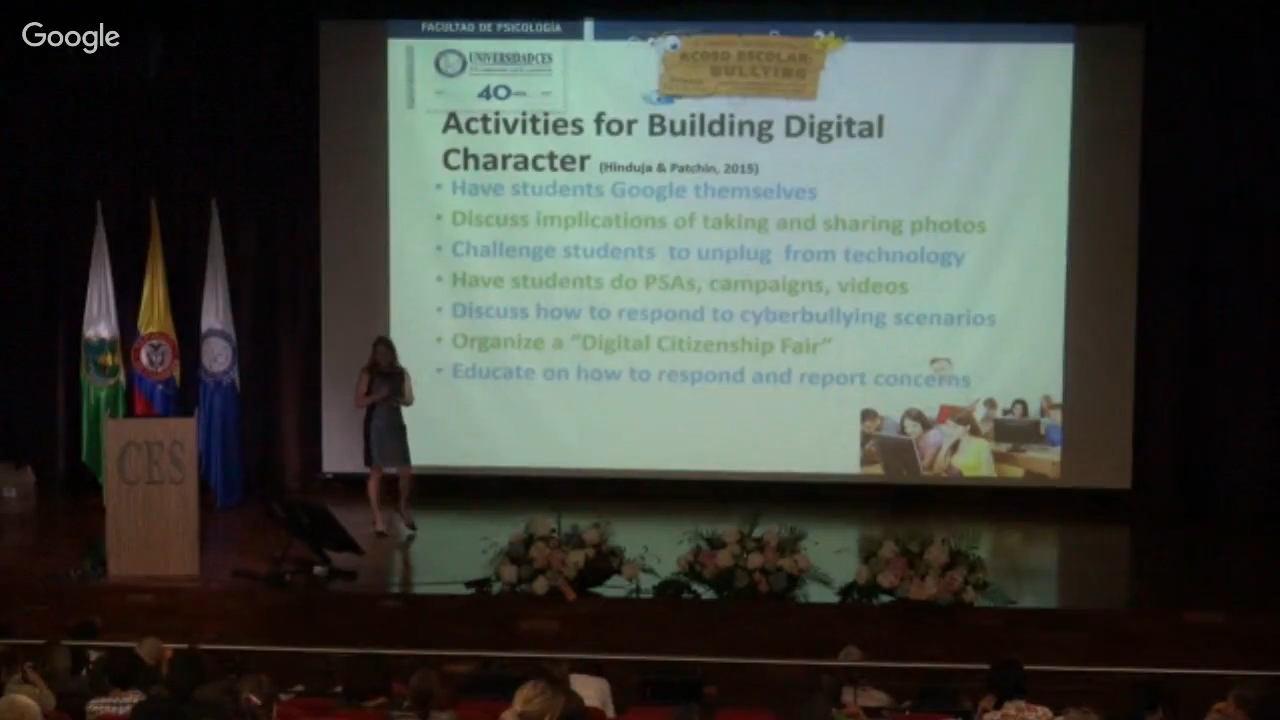 Google
FACULTAD DE PSICOLOGÍA
UNIVERSIDAD CES
40
ACOSO ESCOLAR
BULLYING
Activities for Building Digital
Character (Hinduja & Patchin, 2015)
• Have students Google themselves
• Discuss implications of taking and sharing photos
• Challenge students to unplug from technology
• Have students do PSAs, campaigns, videos
• Discuss how to respond to cyberbullying scenarios
• Organize a "Digital Citizenship Fair"
• Educate on how to respond and report concerns
CES